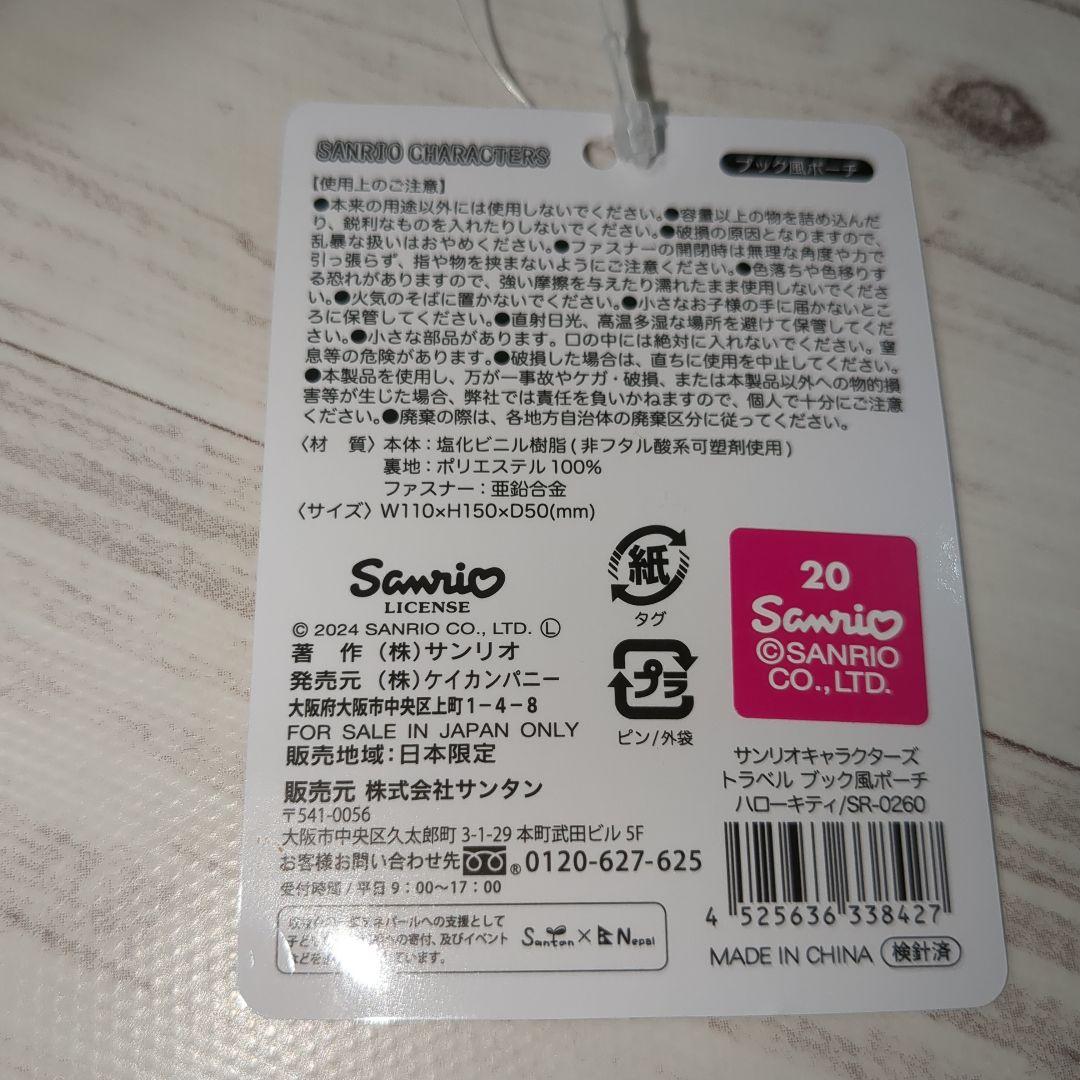 SANRIO CHARACTERS
ブック風ポーチ
【使用上のご注意】
●本来の用途以外には使用しないでください。●容量以上の物を詰め込んだ
り、鋭利なものを入れたりしないでください。●破損の原因となりますので、
乱暴な扱いはおやめください。●ファスナーの開閉時は無理な角度や力で
引っ張らず、指や物を挟まないようにご注意ください。●色落ちや色移りす
る恐れがありますので、強い摩擦を与えたり濡れたまま使用しないでくださ
い。●火気のそばに置かないでください。●小さなお子様の手に届かないとこ
ろに保管してください。●直射日光、高温多湿な場所を避けて保管してくだ
さい。●小さな部品があります。口の中には絶対に入れないでください。窒
息等の危険があります。●破損した場合は、直ちに使用を中止してください。
●本製品を使用し、万が一事故やケガ・破損、または本製品以外への物的損
害等が生じた場合、弊社では責任を負いかねますので、個人で十分にご注意
ください。●廃棄の際は、各地方自治体の廃棄区分に従ってください。
〈材 質〉本体：塩化ビニル樹脂(非フタル酸系可塑剤使用)
裏地：ポリエステル100%
ファスナー：亜鉛合金
〈サイズ〉W110×H150×D50(mm)
Sanrio
LICENSE
© 2024 SANRIO CO., LTD. Ⓛ
著 作 (株)サンリオ
発売元 (株)ケイカンパニー
大阪府大阪市中央区上町1-4-8
FOR SALE IN JAPAN ONLY
販売地域：日本限定
紙
タグ
プラ
ピン/外袋
20
Sanrio
©SANRIO
CO.,LTD.
販売元 株式会社サンタン
〒541-0056
大阪市中央区久太郎町 3-1-29 本町武田ビル 5F
お客様お問い合わせ先 ® 0120-627-625
受付時間 / 平日 9：00〜17：00
ネパールへの支援として
の寄付、及びイベント
ています。
Santan × Nepal
サンリオキャラクターズ
トラベル ブック風ポーチ
ハローキティ/SR-0260
4 525636 338427
MADE IN CHINA 検針済